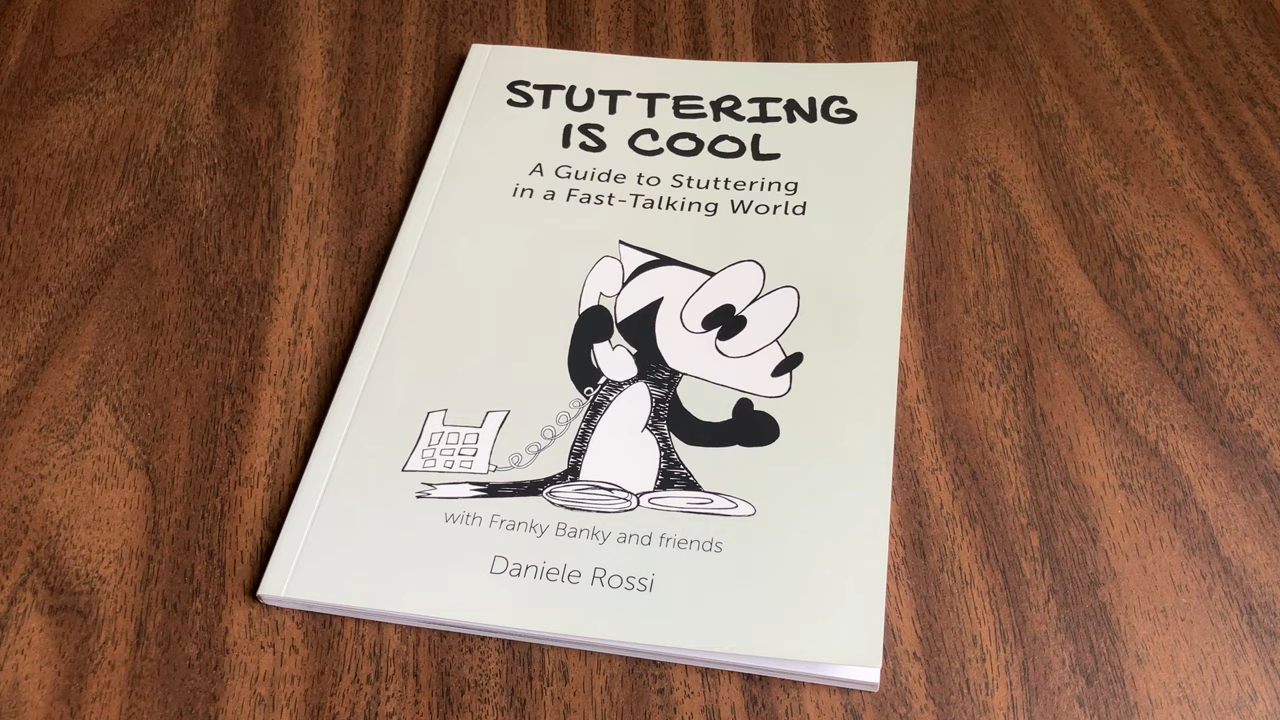 STUTTERING
IS COOL
A Guide to Stuttering
in a Fast-Talking World
with Franky Banky and friends
Daniele Rossi